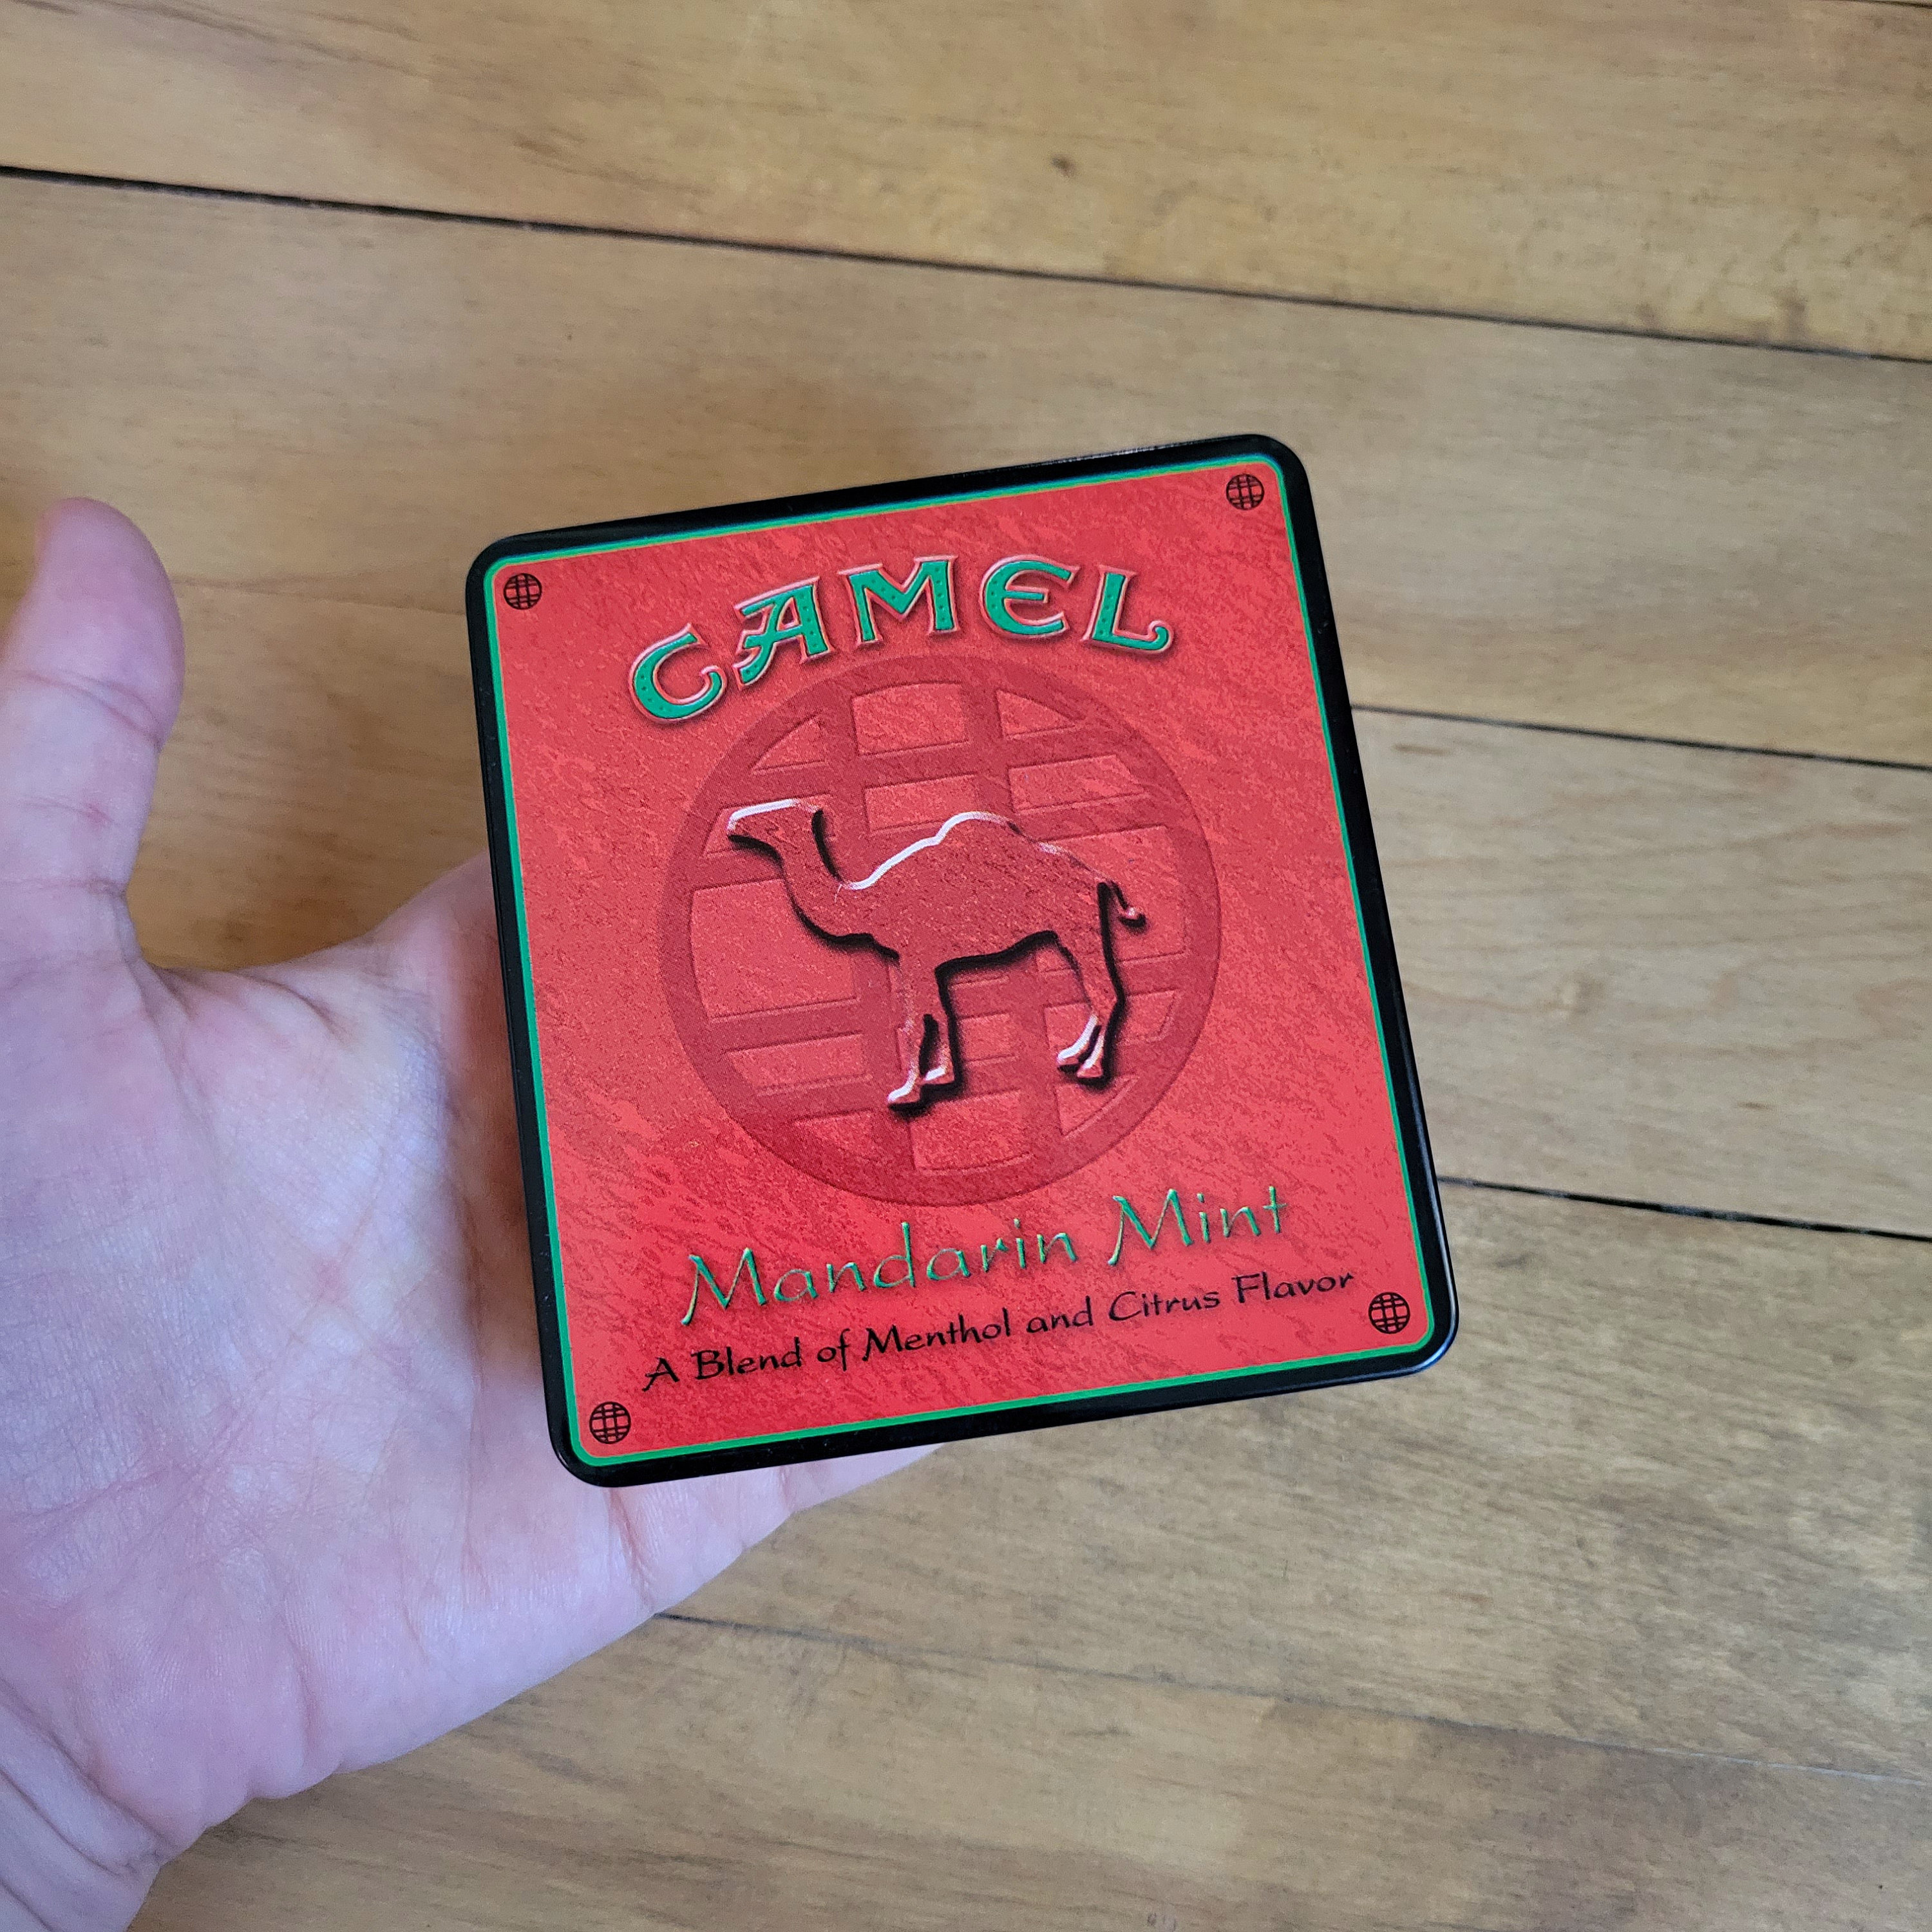 CAMEL
Mandarin Mint
A Blend of Menthol and Citrus Flavor